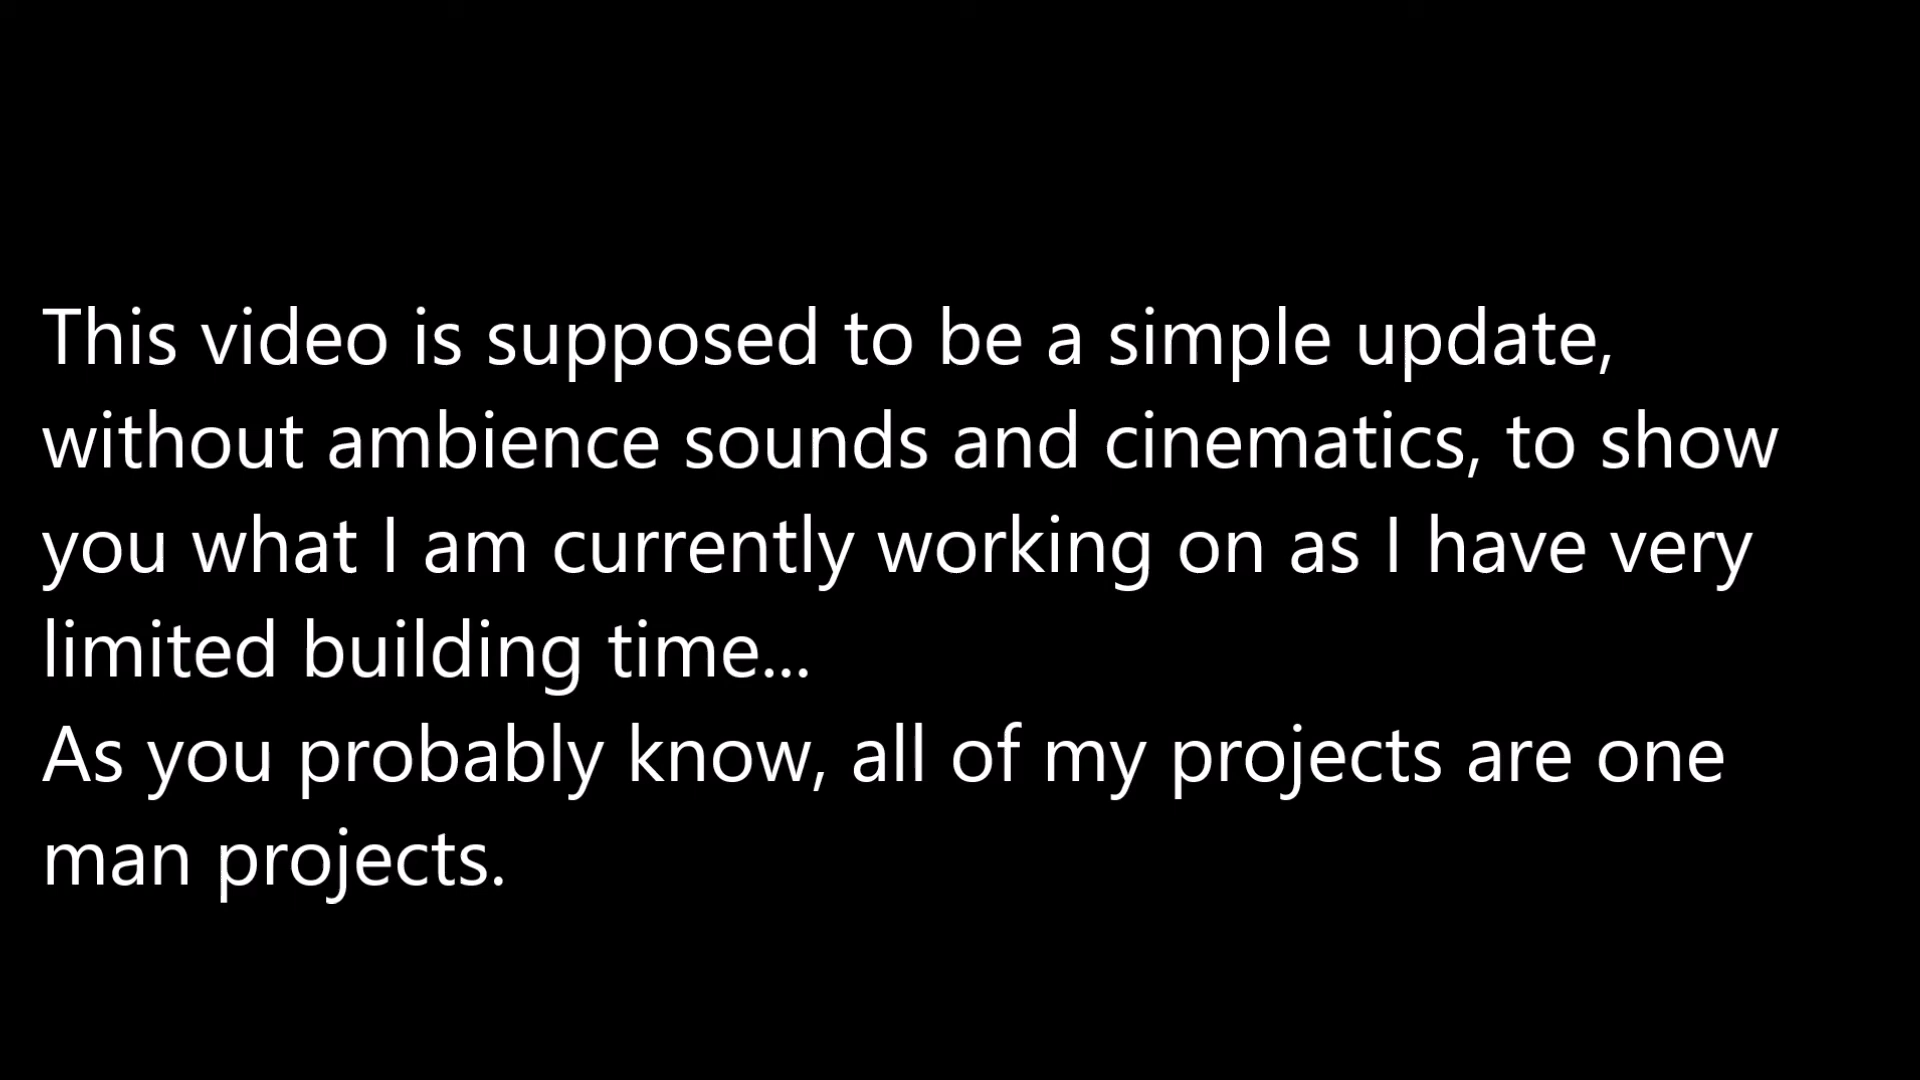 This video is supposed to be a simple update,
without ambience sounds and cinematics, to show
you what I am currently working on as I have very
limited building time...
As you probably know, all of my projects are one
man projects.